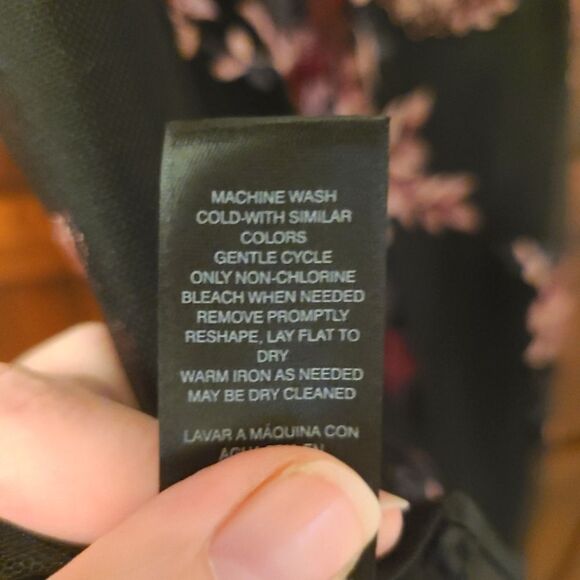 MACHINE WASH
COLD-WITH SIMILAR
COLORS
GENTLE CYCLE
ONLY NON-CHLORINE
BLEACH WHEN NEEDED
REMOVE PROMPTLY
RESHAPE, LAY FLAT TO
DRY
WARM IRON AS NEEDED
MAY BE DRY CLEANED
LAVAR A MÁQUINA CON